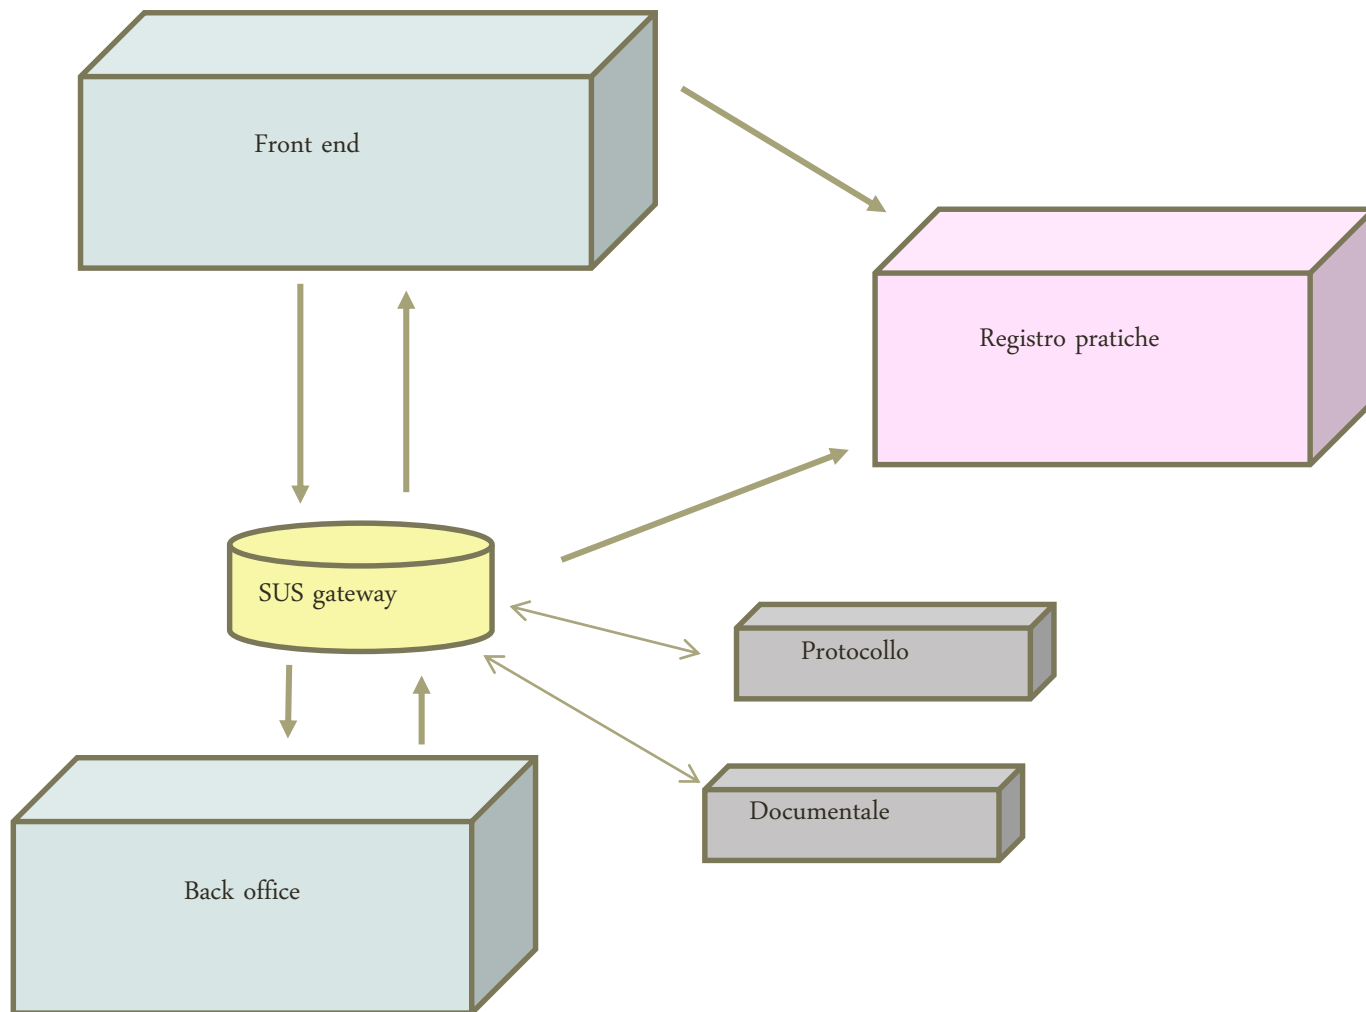 Front end
Registro pratiche
SUS gateway
Protocollo
Documentale
Back office